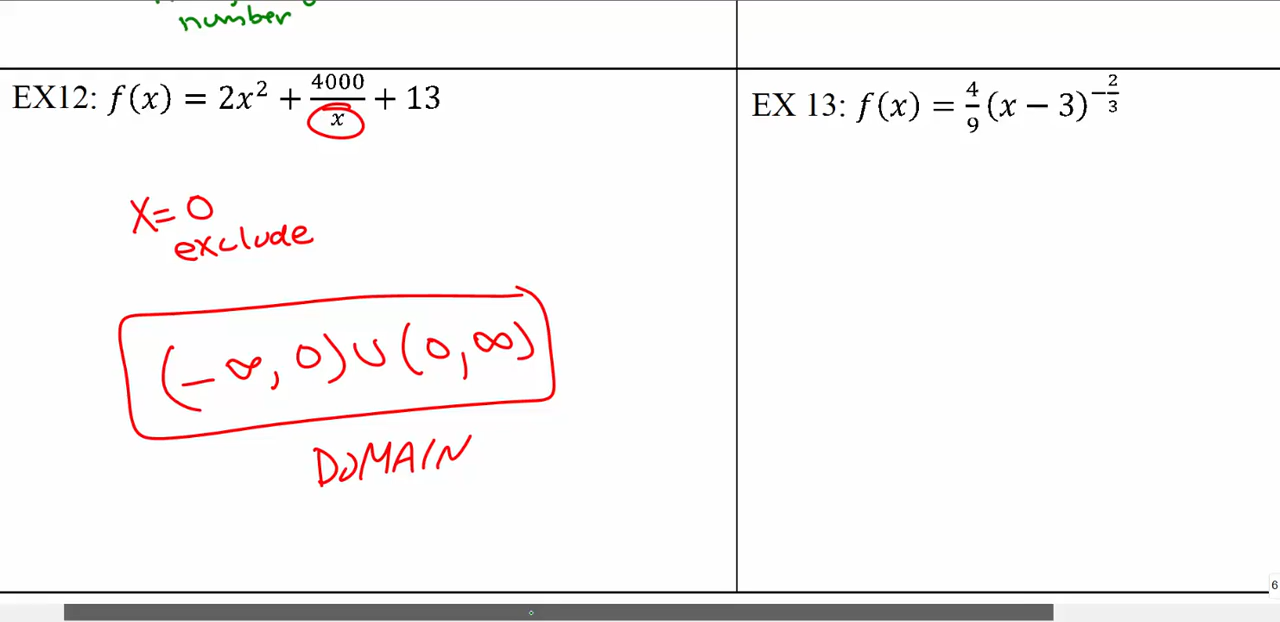 number
EX12: f(x) = 2x² + 4000/x + 13
X = 0
exclude
(-∞, 0) ∪ (0, ∞)
DOMAIN
EX 13: f(x) = 4/9 (x − 3)^(−2/3)
6